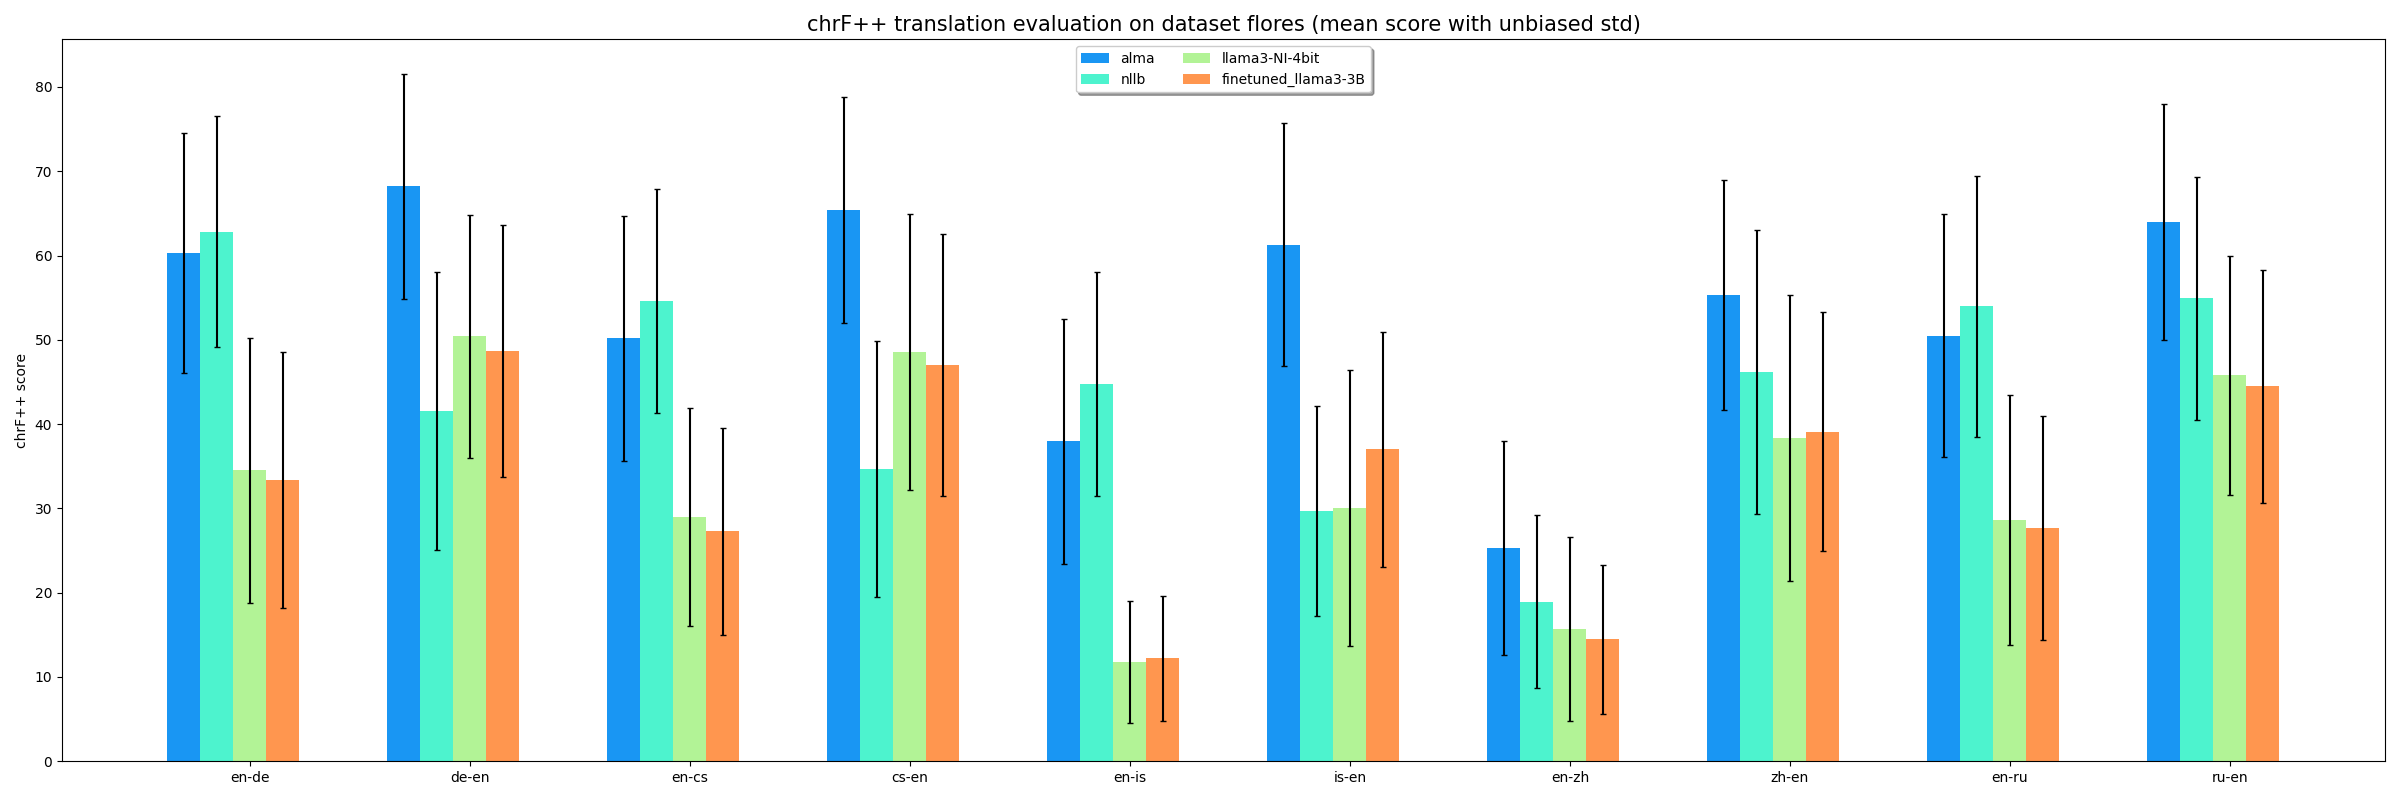 chrF++ translation evaluation on dataset flores (mean score with unbiased std)
alma
nllb
llama3-NI-4bit
finetuned_llama3-3B
chrF++ score
80
70
60
50
40
30
20
10
0
en-de de-en en-cs cs-en en-is is-en en-zh zh-en en-ru ru-en